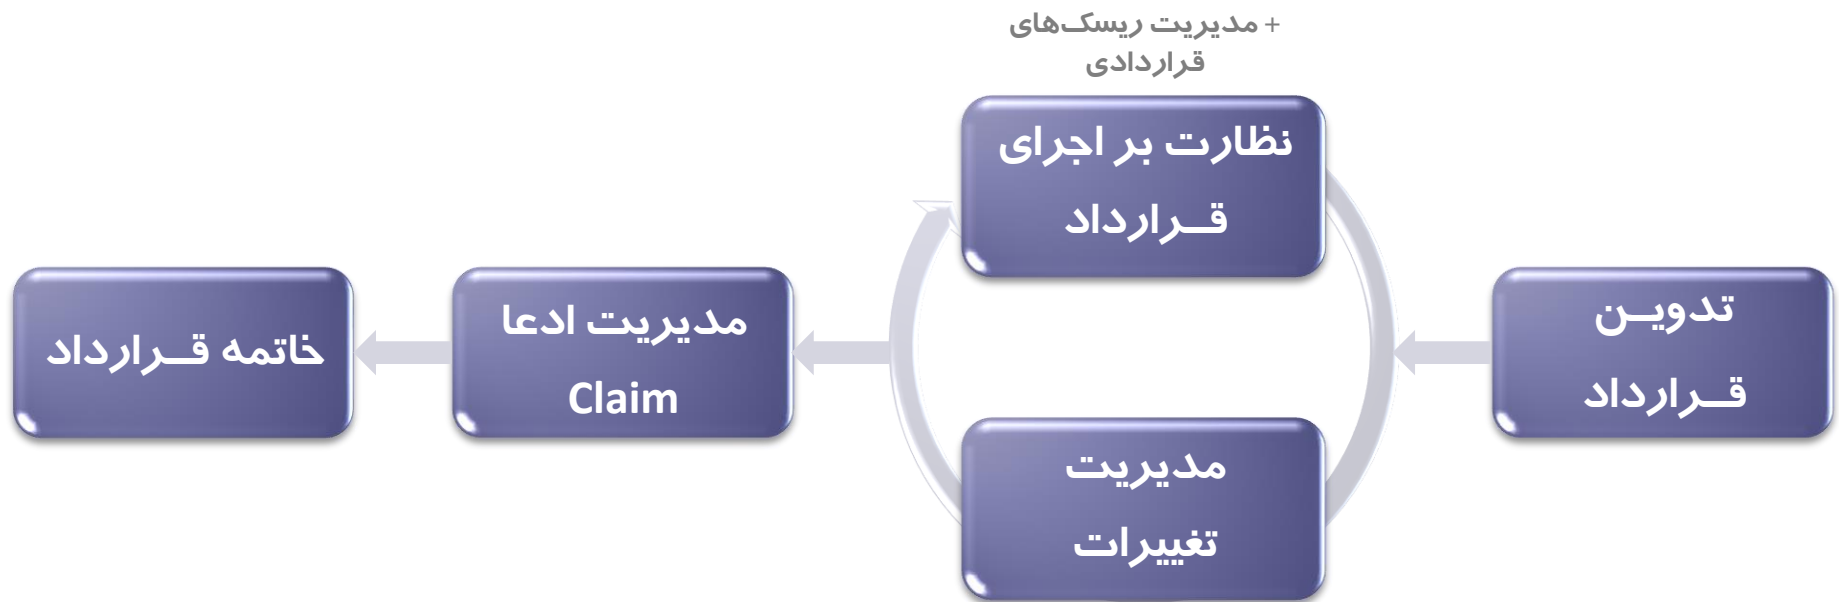 + مدیریت ریسک‌های
قراردادی
تدویـن
قــرارداد
نظارت بر اجرای
قــرارداد
مدیریت
تغییرات
مدیریت ادعا
Claim
خاتمه قــرارداد